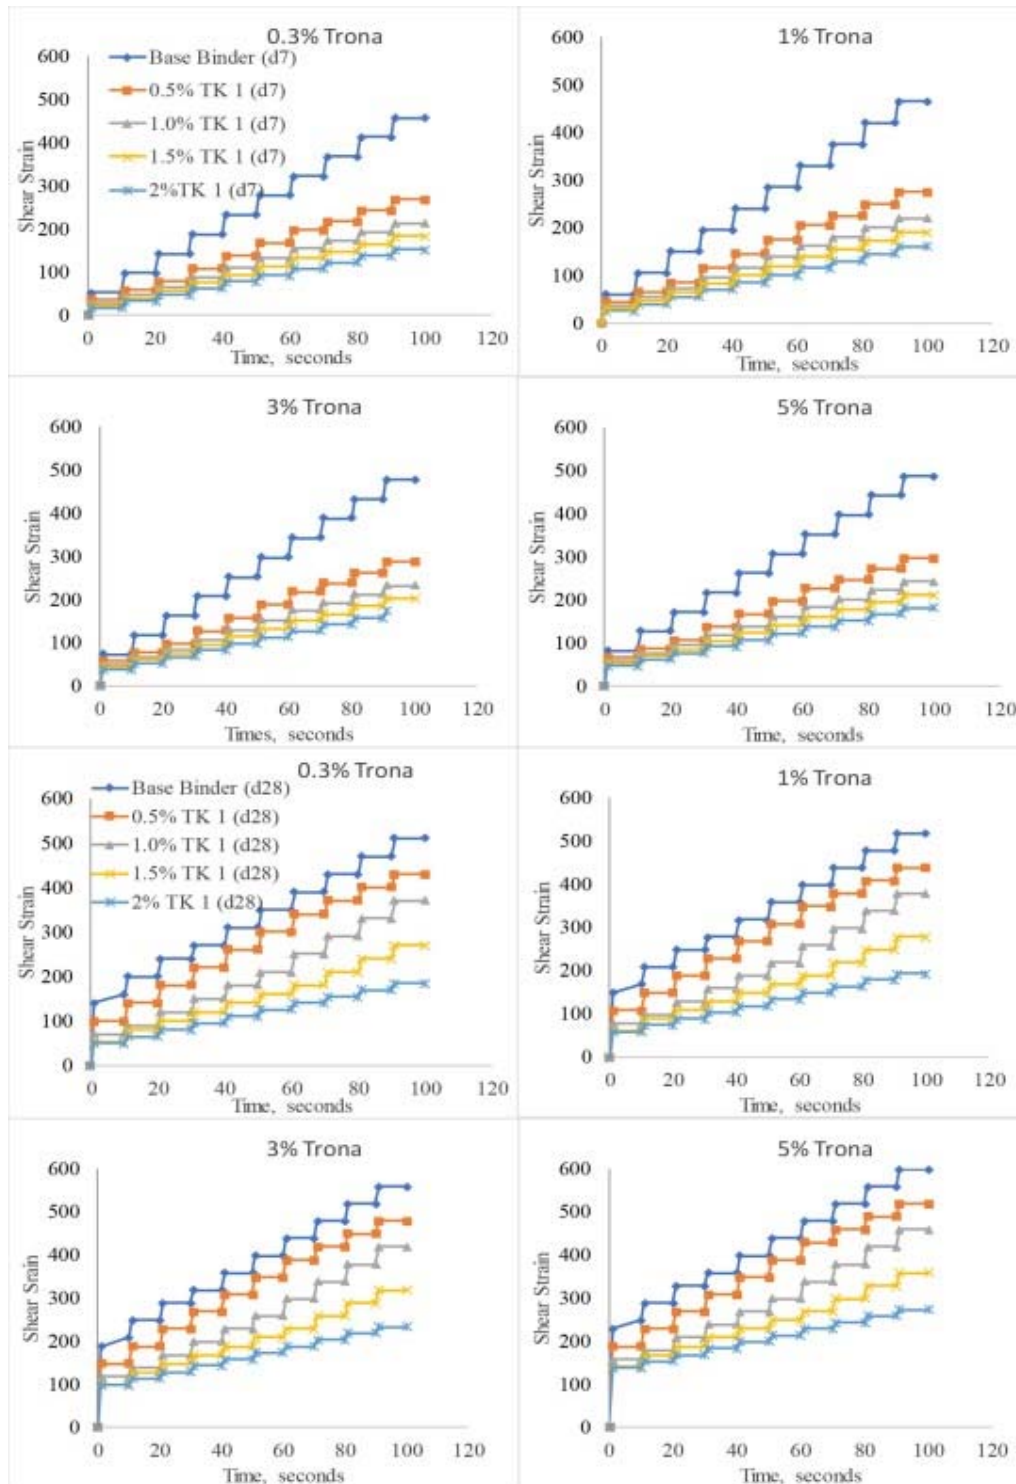 0.3% Trona
600
500
400
300
200
100
0
Shear Strain
Base Binder (d7)
0.5% TK 1 (d7)
1.0% TK 1 (d7)
1.5% TK 1 (d7)
2%TK 1 (d7)
0 20 40 60 80 100 120
Time, seconds
1% Trona
600
500
400
300
200
100
0
Shear Strain
0 20 40 60 80 100 120
Time, seconds
3% Trona
600
500
400
300
200
100
0
Shear Strain
0 20 40 60 80 100 120
Times, seconds
5% Trona
600
500
400
300
200
100
0
Shear Strain
0 20 40 60 80 100 120
Time, seconds
0.3% Trona
600
500
400
300
200
100
0
Shear Strain
Base Binder (d28)
0.5% TK 1 (d28)
1.0% TK 1 (d28)
1.5% TK 1 (d28)
2% TK 1 (d28)
0 20 40 60 80 100 120
Time, seconds
1% Trona
600
500
400
300
200
100
0
Shear Strain
0 20 40 60 80 100 120
Time, seconds
3% Trona
600
500
400
300
200
100
0
Shear Srain
0 20 40 60 80 100 120
Time, seconds
5% Trona
600
500
400
300
200
100
0
Shear Strain
0 20 40 60 80 100 120
Time, seconds